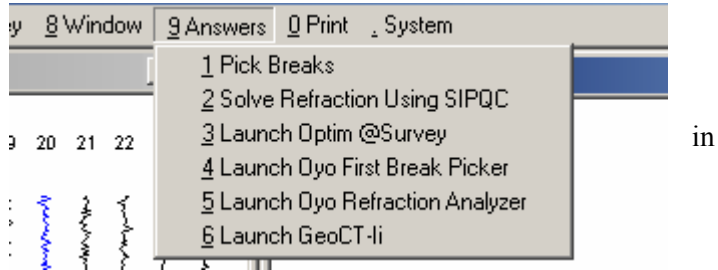 y 8 Window 9 Answers 0 Print . System
1 Pick Breaks
2 Solve Refraction Using SIPQC
3 Launch Optim @Survey
9 20 21 22 in
4 Launch Oyo First Break Picker
5 Launch Oyo Refraction Analyzer
6 Launch GeoCT-Ii